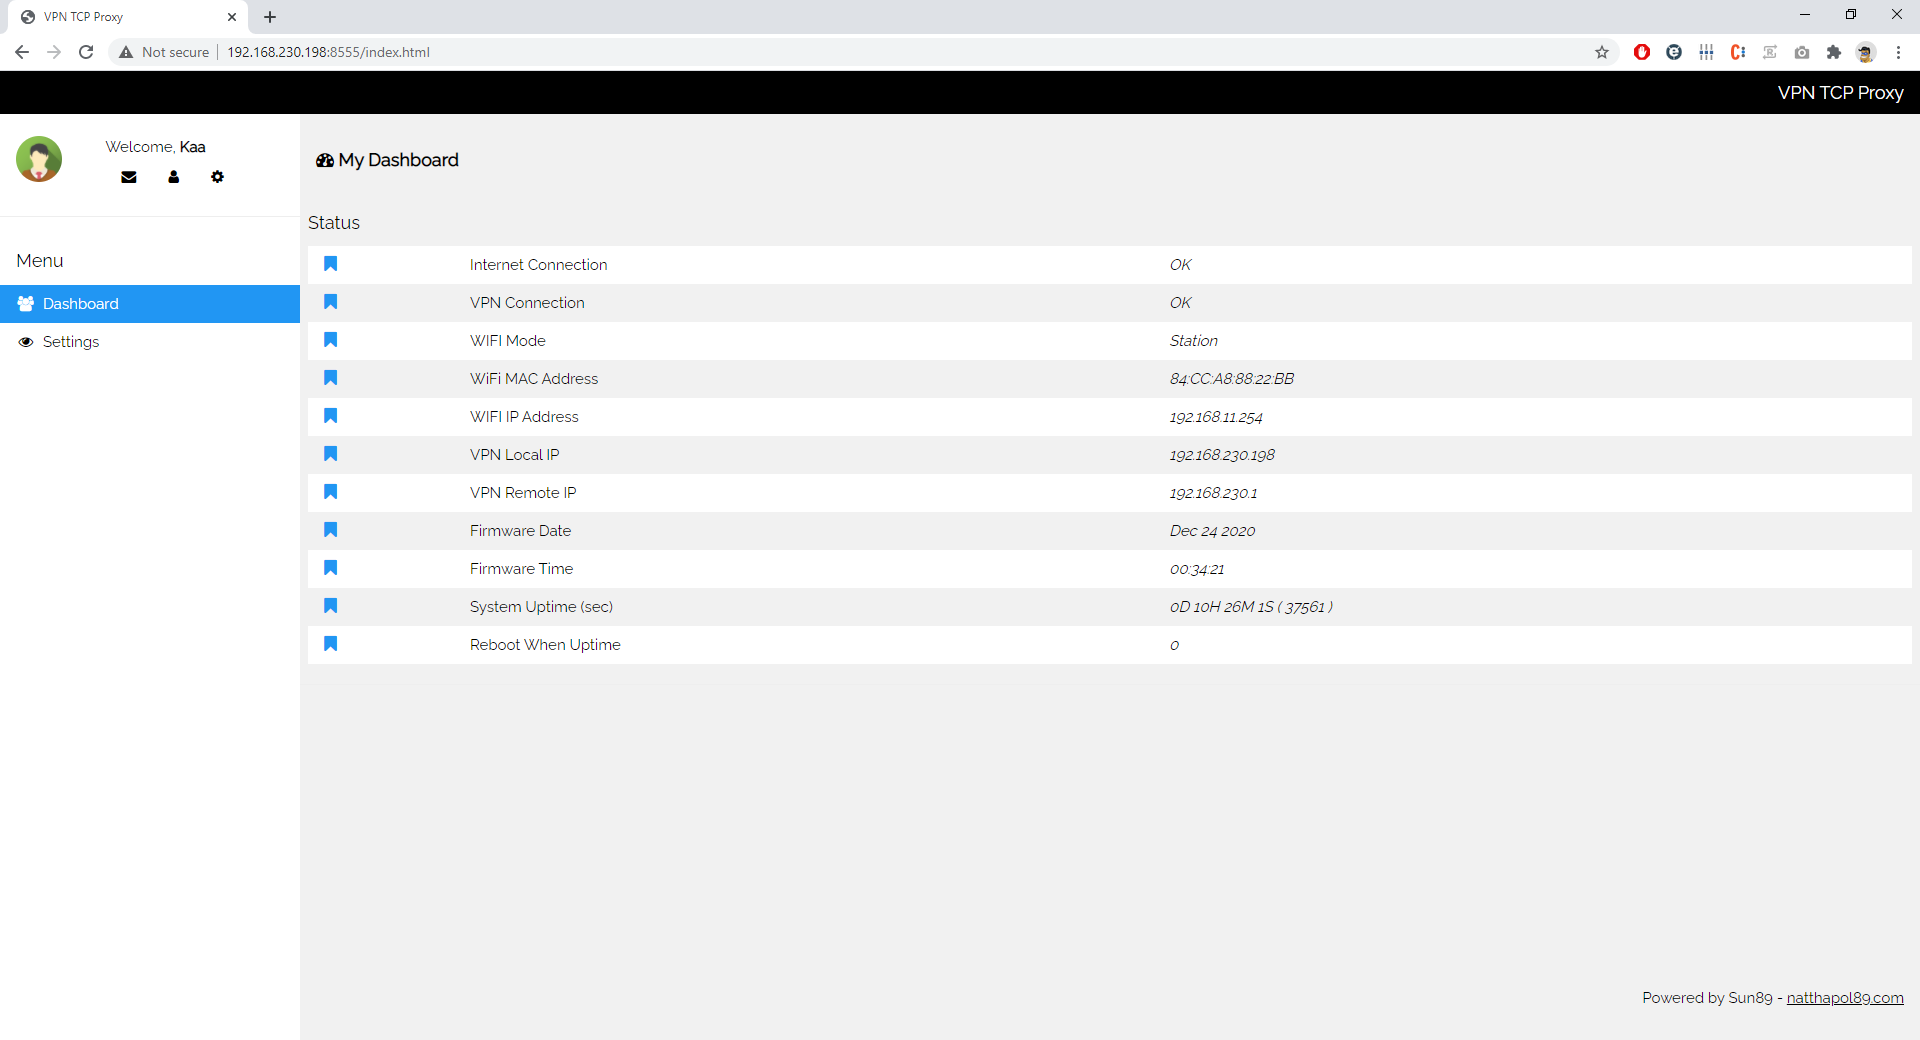 VPN TCP Proxy
Not secure 192.168.230.198:8555/index.html
VPN TCP Proxy
Welcome, Kaa
Menu
Dashboard
Settings
My Dashboard
Status
Internet Connection OK
VPN Connection OK
WIFI Mode Station
WiFi MAC Address 84:CC:A8:88:22:BB
WIFI IP Address 192.168.11.254
VPN Local IP 192.168.230.198
VPN Remote IP 192.168.230.1
Firmware Date Dec 24 2020
Firmware Time 00:34:21
System Uptime (sec) 0D 10H 26M 1S ( 37561 )
Reboot When Uptime 0
Powered by Sun89 - natthapol89.com